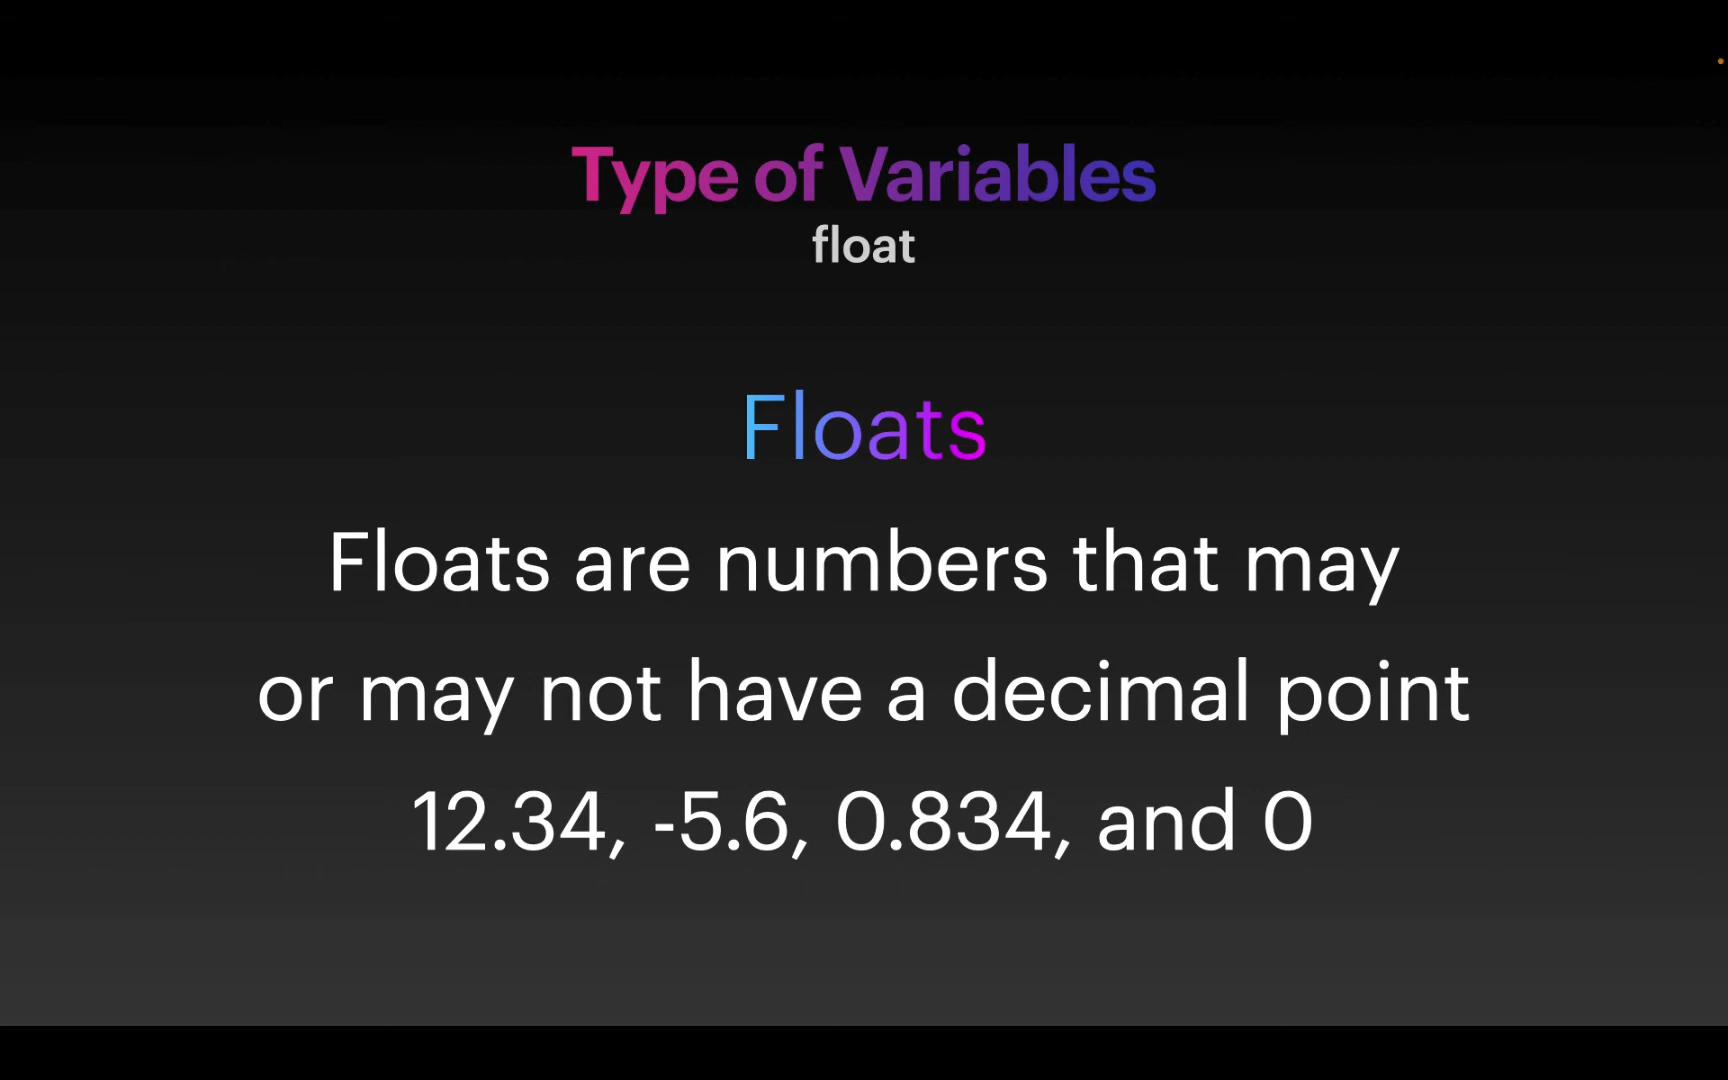 Type of Variables
float
Floats
Floats are numbers that may
or may not have a decimal point
12.34, -5.6, 0.834, and 0